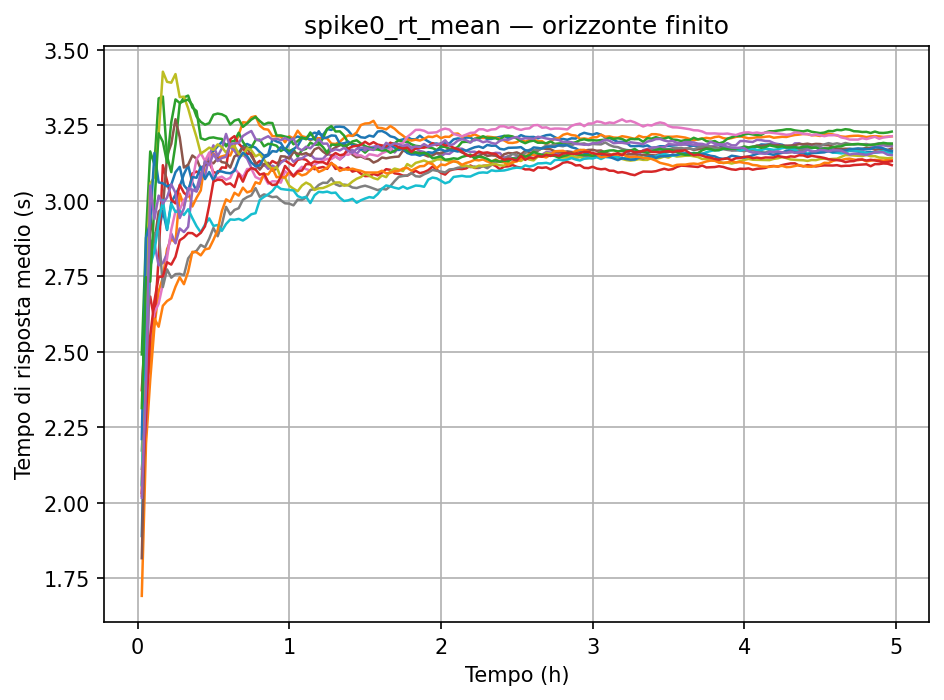 spike0_rt_mean — orizzonte finito
Tempo di risposta medio (s)
3.50
3.25
3.00
2.75
2.50
2.25
2.00
1.75
0 1 2 3 4 5
Tempo (h)